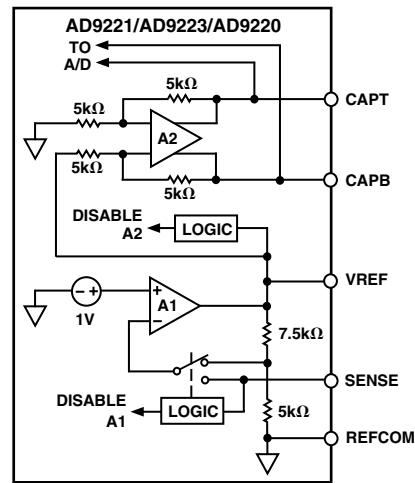 AD9221/AD9223/AD9220
TO
A/D
5kΩ
CAPT
5kΩ
A2
5kΩ
5kΩ
CAPB
DISABLE
A2
LOGIC
VREF
– +
1V
+
A1
–
7.5kΩ
SENSE
DISABLE
A1
LOGIC
5kΩ
REFCOM